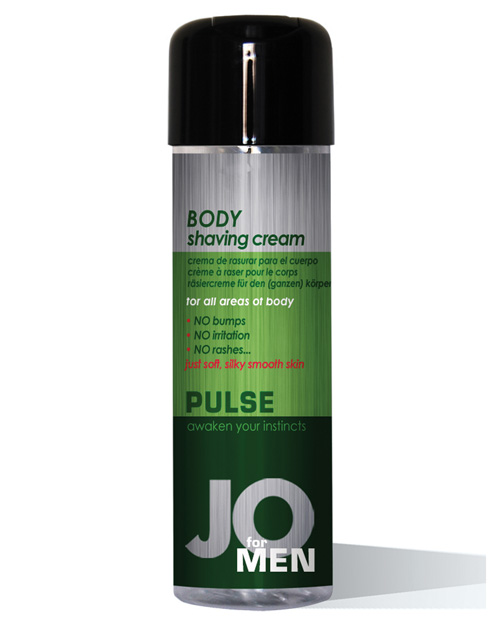 BODY
shaving cream
crema de rasurar para el cuerpo
crème à raser pour le corps
räsiercreme für den (ganzen) körper
for all areas of body
• NO bumps
• NO irritation
• NO rashes...
just soft, silky smooth skin
PULSE
awaken your instincts
JO
for
MEN